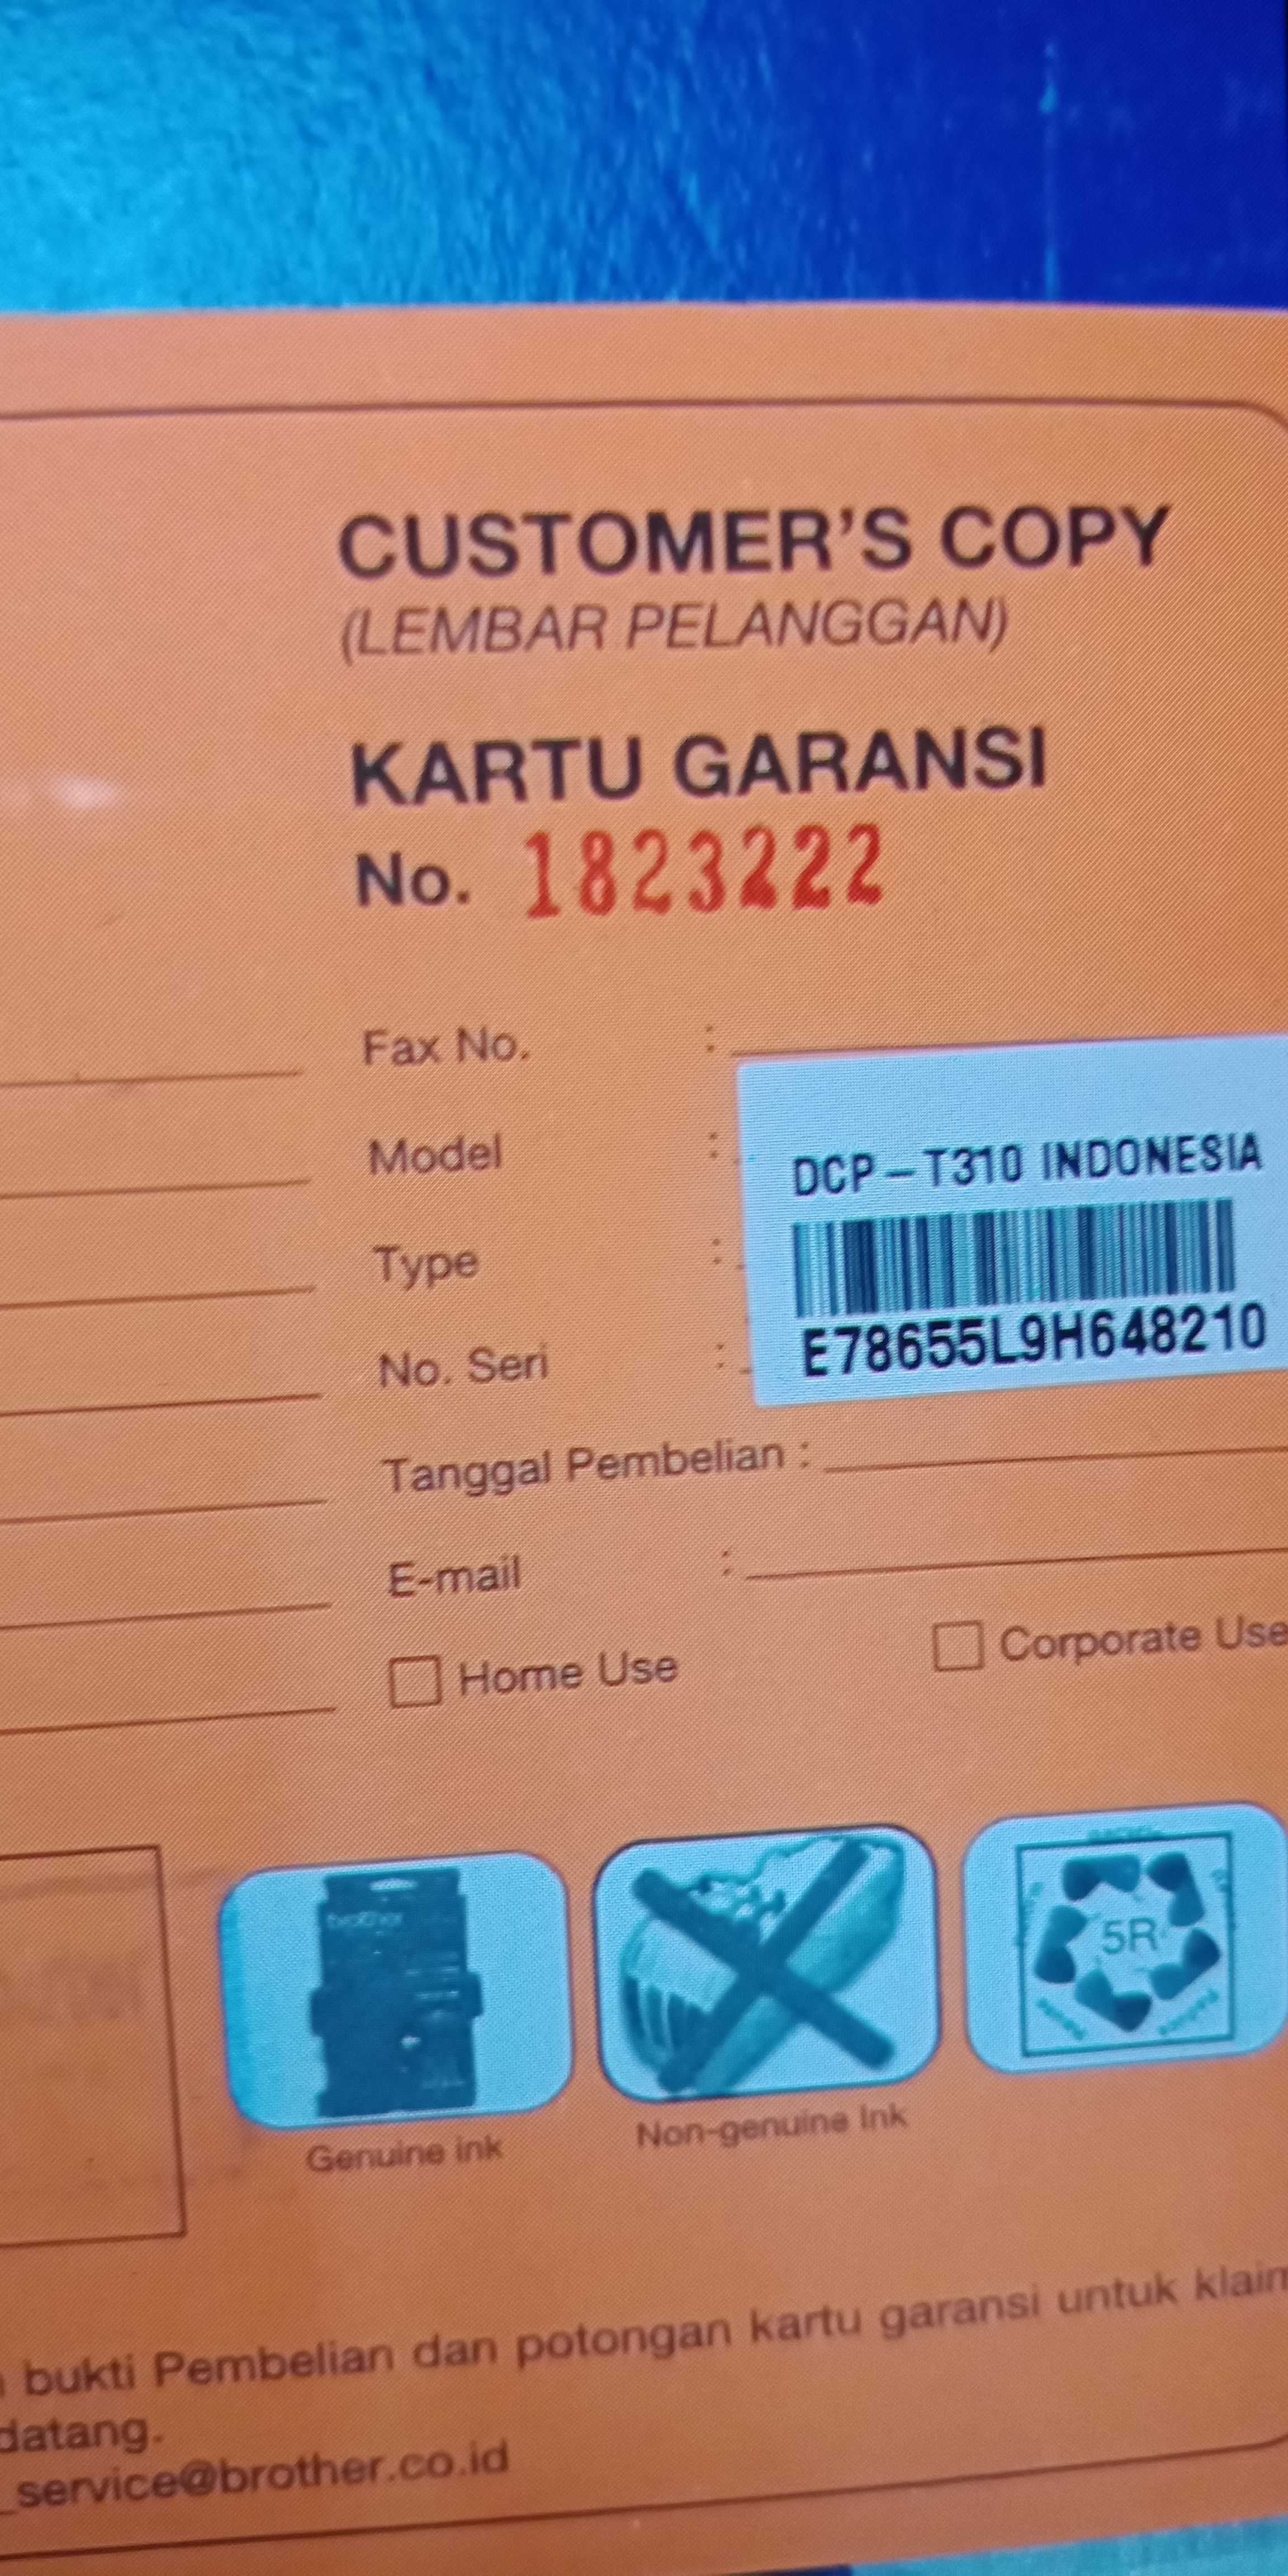 CUSTOMER'S COPY
(LEMBAR PELANGGAN)
KARTU GARANSI
No. 1823222
Fax No. :
Model :
DCP-T310 INDONESIA
Type :
No. Seri :
E78655L9H648210
Tanggal Pembelian :
E-mail :
Home Use
Corporate Use
brother
5R
Genuine ink
Non-genuine Ink
bukti Pembelian dan potongan kartu garansi untuk klaim
datang.
_service@brother.co.id